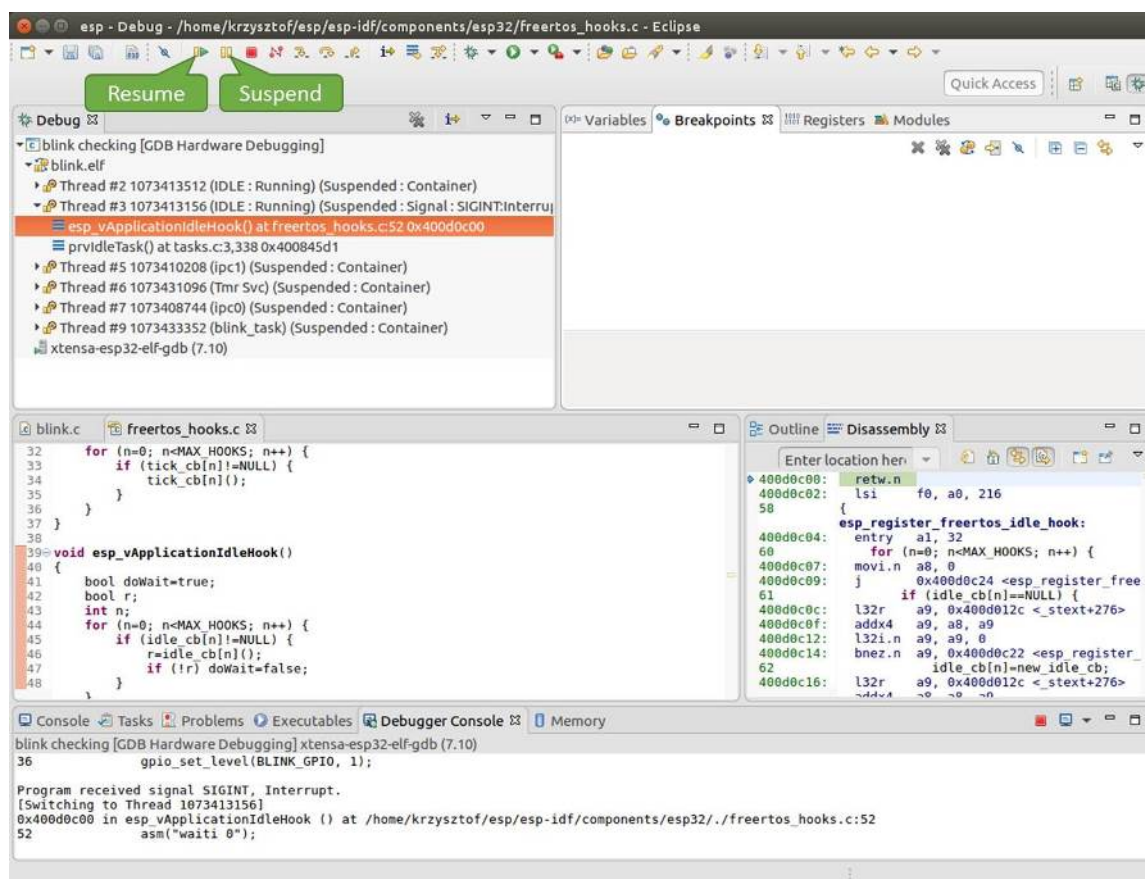 esp - Debug - /home/krzysztof/esp/esp-idf/components/esp32/freertos_hooks.c - Eclipse
Resume
Suspend
Quick Access
Debug
blink checking [GDB Hardware Debugging]
blink.elf
Thread #2 1073413512 (IDLE : Running) (Suspended : Container)
Thread #3 1073413156 (IDLE : Running) (Suspended : Signal : SIGINT:Interru
esp_vApplicationIdleHook() at freertos_hooks.c:52 0x400d0c00
prvIdleTask() at tasks.c:3,338 0x400845d1
Thread #5 1073410208 (ipc1) (Suspended : Container)
Thread #6 1073431096 (Tmr Svc) (Suspended : Container)
Thread #7 1073408744 (ipc0) (Suspended : Container)
Thread #9 1073433352 (blink_task) (Suspended : Container)
xtensa-esp32-elf-gdb (7.10)
(x)= Variables Breakpoints Registers Modules
blink.c freertos_hooks.c
32 for (n=0; n<MAX_HOOKS; n++) {
33 if (tick_cb[n]!=NULL) {
34 tick_cb[n]();
35 }
36 }
37 }
38
39 void esp_vApplicationIdleHook()
40 {
41 bool doWait=true;
42 bool r;
43 int n;
44 for (n=0; n<MAX_HOOKS; n++) {
45 if (idle_cb[n]!=NULL) {
46 r=idle_cb[n]();
47 if (!r) doWait=false;
48 }
}
Outline Disassembly
Enter location her
400d0c00: retw.n
400d0c02: lsi f0, a0, 216
58 {
esp_register_freertos_idle_hook:
400d0c04: entry a1, 32
60 for (n=0; n<MAX_HOOKS; n++) {
400d0c07: movi.n a8, 0
400d0c09: j 0x400d0c24 <esp_register_free
61 if (idle_cb[n]==NULL) {
400d0c0c: l32r a9, 0x400d012c <_stext+276>
400d0c0f: addx4 a9, a8, a9
400d0c12: l32i.n a9, a9, 0
400d0c14: bnez.n a9, 0x400d0c22 <esp_register_
62 idle_cb[n]=new_idle_cb;
400d0c16: l32r a9, 0x400d012c <_stext+276>
addx4 a8, a8, a9
Console Tasks Problems Executables Debugger Console Memory
blink checking [GDB Hardware Debugging] xtensa-esp32-elf-gdb (7.10)
36 gpio_set_level(BLINK_GPIO, 1);
Program received signal SIGINT, Interrupt.
[Switching to Thread 1073413156]
0x400d0c00 in esp_vApplicationIdleHook () at /home/krzysztof/esp/esp-idf/components/esp32/./freertos_hooks.c:52
52 asm("waiti 0");